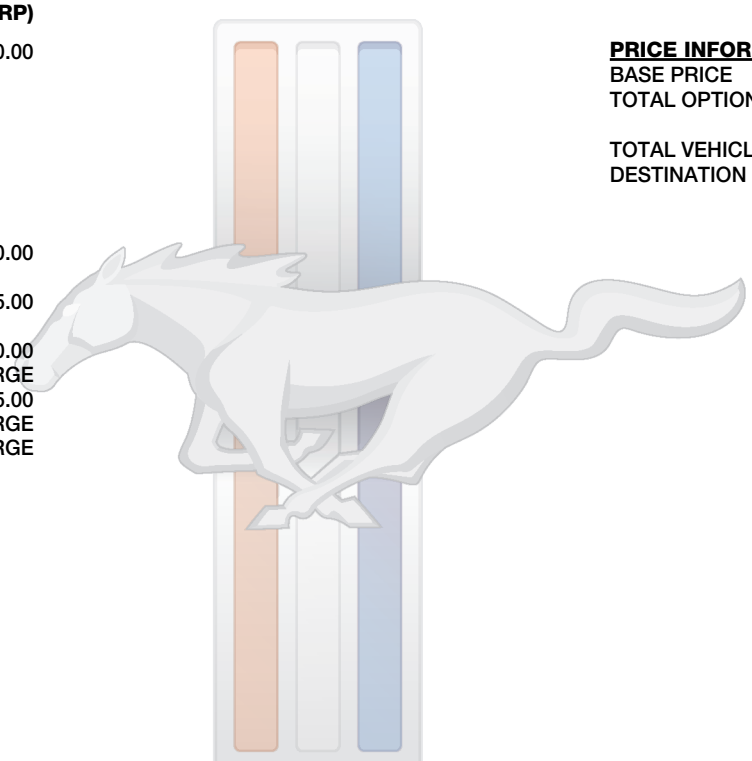 RP)
0.00
0.00
5.00
0.00
RGE
5.00
RGE
RGE
PRICE INFOR
BASE PRICE
TOTAL OPTION
TOTAL VEHICL
DESTINATION